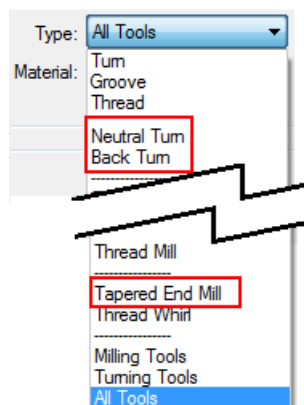 Type: All Tools
Material:
Turn
Groove
Thread
Neutral Turn
Back Turn
---------------
Thread Mill
---------------
Tapered End Mill
Thread Whirl
---------------
Milling Tools
Turning Tools
All Tools